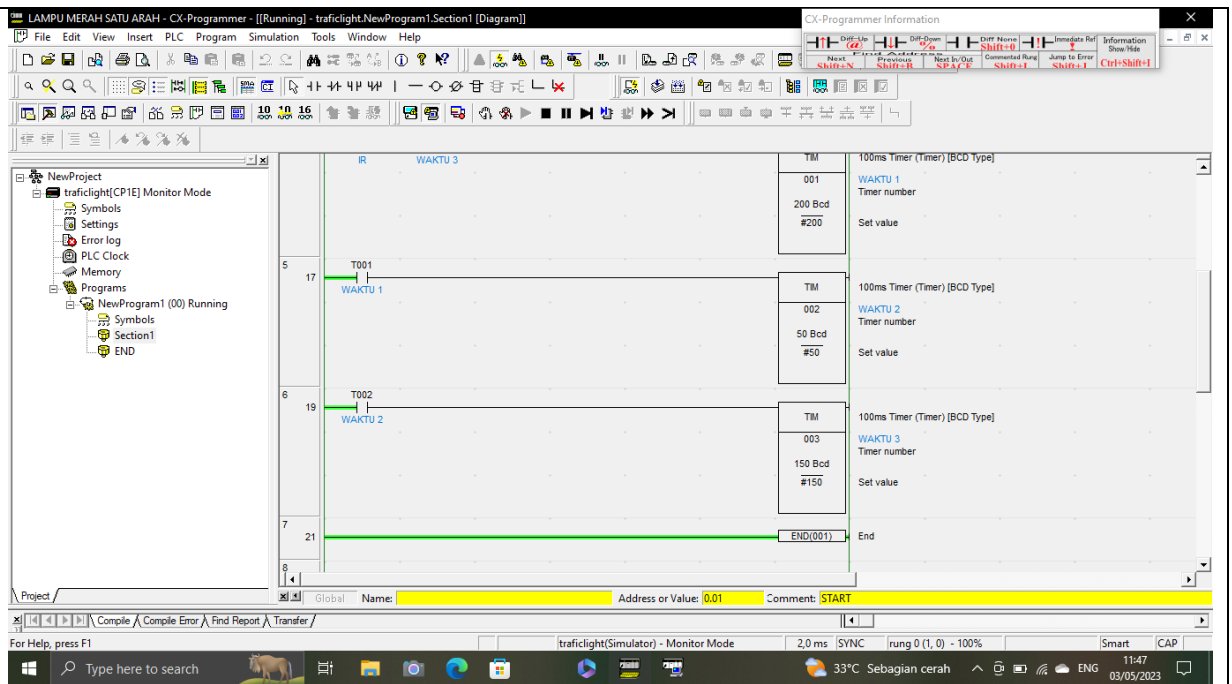 LAMPU MERAH SATU ARAH - CX-Programmer - [[Running] - traficlight.NewProgram1.Section1 [Diagram]]
CX-Programmer Information
File Edit View Insert PLC Program Simulation Tools Window Help
Diff-Up
@
Diff-Down
%
Diff None
Shift+0
Immediate Ref
!
Information
Show/Hide
Ctrl+Shift+I
Find Address
Next
Shift+N
Previous
Shift+B
Next In/Out
SPACE
Commented Rung
Shift+L
Jump to Error
Shift+J
10 10 16
NewProject
traficlight[CP1E] Monitor Mode
Symbols
Settings
Error log
PLC Clock
Memory
Programs
NewProgram1 (00) Running
Symbols
Section1
END
IR WAKTU 3
TIM 100ms Timer (Timer) [BCD Type]
001 WAKTU 1
Timer number
200 Bcd
#200 Set value
5
17
T001
WAKTU 1
TIM 100ms Timer (Timer) [BCD Type]
002 WAKTU 2
Timer number
50 Bcd
#50 Set value
6
19
T002
WAKTU 2
TIM 100ms Timer (Timer) [BCD Type]
003 WAKTU 3
Timer number
150 Bcd
#150 Set value
7
21
END(001) End
8
Project
Global Name: Address or Value: 0.01 Comment: START
Compile Compile Error Find Report Transfer
For Help, press F1 traficlight(Simulator) - Monitor Mode 2,0 ms SYNC rung 0 (1, 0) - 100% Smart CAP
Type here to search
33°C Sebagian cerah
ENG
11:47
03/05/2023